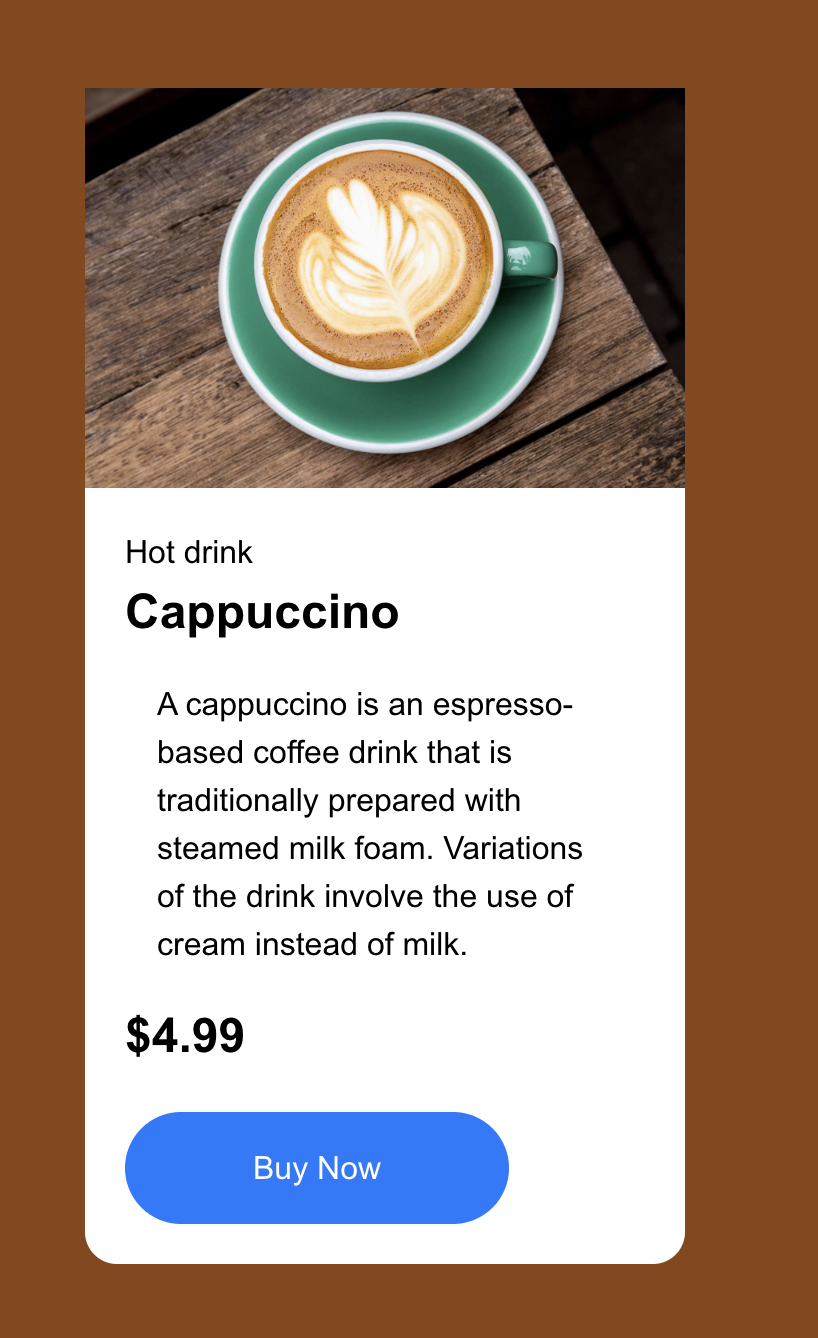 Hot drink
Cappuccino
A cappuccino is an espresso-
based coffee drink that is
traditionally prepared with
steamed milk foam. Variations
of the drink involve the use of
cream instead of milk.
$4.99
Buy Now